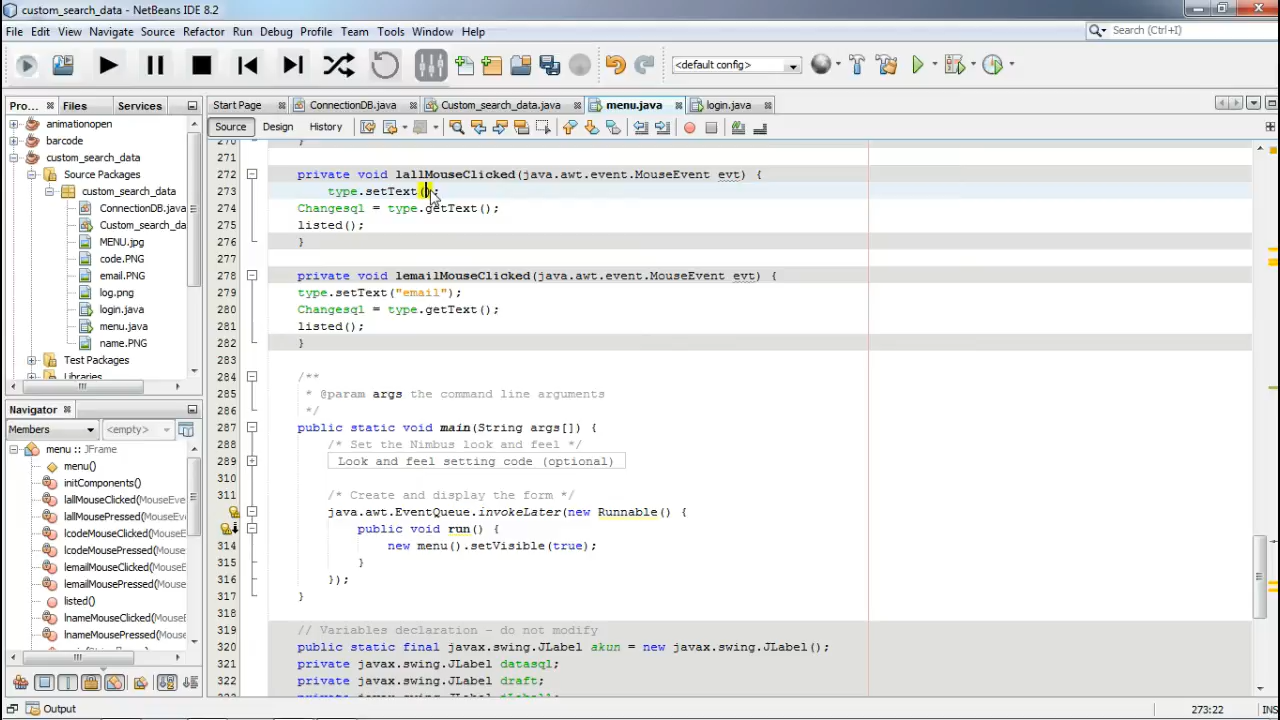 custom_search_data - NetBeans IDE 8.2
File Edit View Navigate Source Refactor Run Debug Profile Team Tools Window Help
Search (Ctrl+I)
<default config>
Pro... Files Services
Start Page ConnectionDB.java Custom_search_data.java menu.java login.java
Source Design History
animationopen
barcode
custom_search_data
Source Packages
custom_search_data
ConnectionDB.java
Custom_search_da
MENU.jpg
code.PNG
email.PNG
log.png
login.java
menu.java
name.PNG
Test Packages
Libraries
Navigator
Members <empty>
menu :: JFrame
menu()
initComponents()
lallMouseClicked(MouseEv
lallMousePressed(MouseEv
lcodeMouseClicked(Mouse
lcodeMousePressed(Mouse
lemailMouseClicked(Mouse
lemailMousePressed(Mouse
listed()
lnameMouseClicked(Mouse
lnameMousePressed(Mouse
270 }
271
272 private void lallMouseClicked(java.awt.event.MouseEvent evt) {
273 type.setText();
274 Changesql = type.getText();
275 listed();
276 }
277
278 private void lemailMouseClicked(java.awt.event.MouseEvent evt) {
279 type.setText("email");
280 Changesql = type.getText();
281 listed();
282 }
283
284 /**
285 * @param args the command line arguments
286 */
287 public static void main(String args[]) {
288 /* Set the Nimbus look and feel */
289 Look and feel setting code (optional)
310
311 /* Create and display the form */
java.awt.EventQueue.invokeLater(new Runnable() {
public void run() {
314 new menu().setVisible(true);
315 }
316 });
317 }
318
319 // Variables declaration - do not modify
320 public static final javax.swing.JLabel akun = new javax.swing.JLabel();
321 private javax.swing.JLabel datasql;
322 private javax.swing.JLabel draft;
Output
273:22 INS